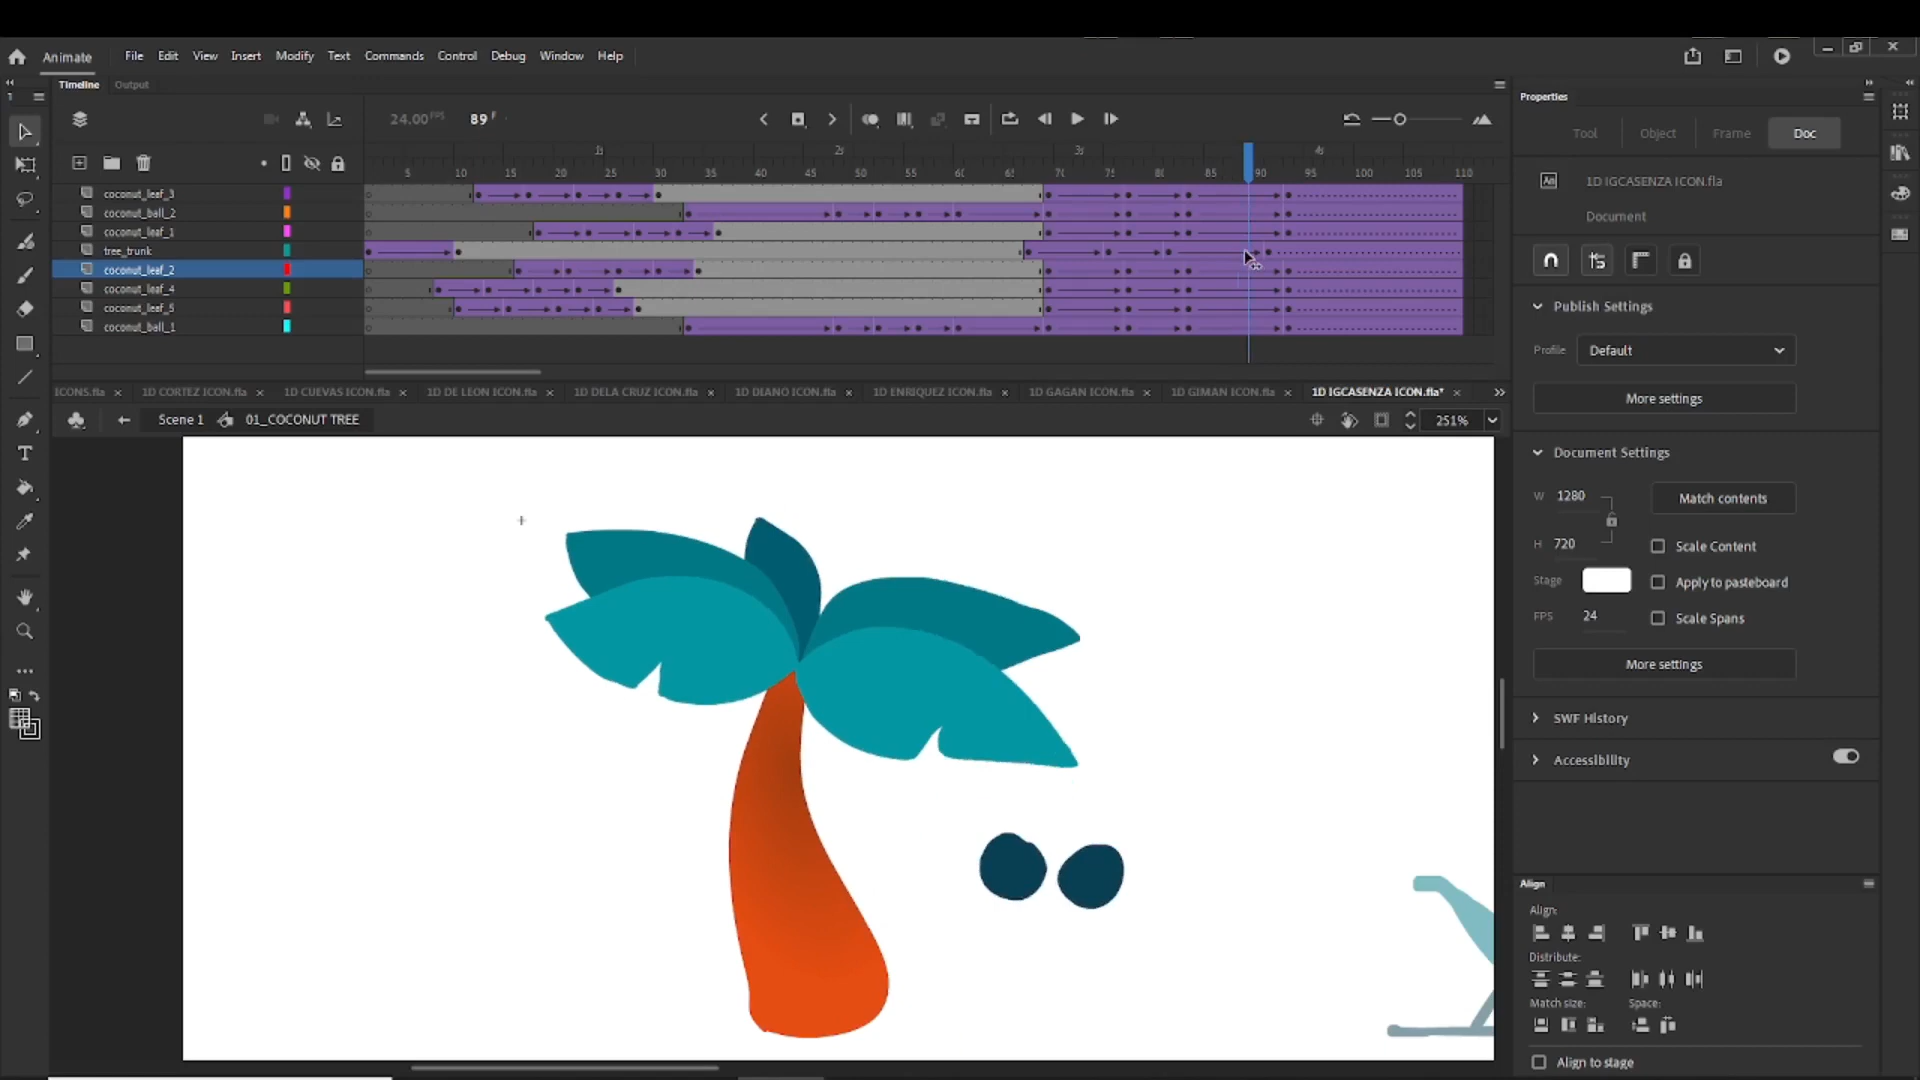 Animate File Edit View Insert Modify Text Commands Control Debug Window Help
Timeline Output
24.00 FPS 89 F
1s 2s 3s 4s
5 10 15 20 25 30 35 40 45 50 55 60 65 70 75 80 85 90 95 100 105 110
coconut_leaf_3
coconut_ball_2
coconut_leaf_1
tree_trunk
coconut_leaf_2
coconut_leaf_4
coconut_leaf_5
coconut_ball_1
ICONS.fla × 1D CORTEZ ICON.fla × 1D CUEVAS ICON.fla × 1D DE LEON ICON.fla × 1D DELA CRUZ ICON.fla × 1D DIANO ICON.fla × 1D ENRIQUEZ ICON.fla × 1D GAGAN ICON.fla × 1D GIMAN ICON.fla × 1D IGCASENZA ICON.fla* ×
Scene 1 01_COCONUT TREE 251%
Properties
Tool Object Frame Doc
An 1D IGCASENZA ICON.fla
Document
Publish Settings
Profile Default
More settings
Document Settings
W 1280 Match contents
H 720 Scale Content
Stage Apply to pasteboard
FPS 24 Scale Spans
More settings
SWF History
Accessibility
Align
Align:
Distribute:
Match size: Space:
Align to stage